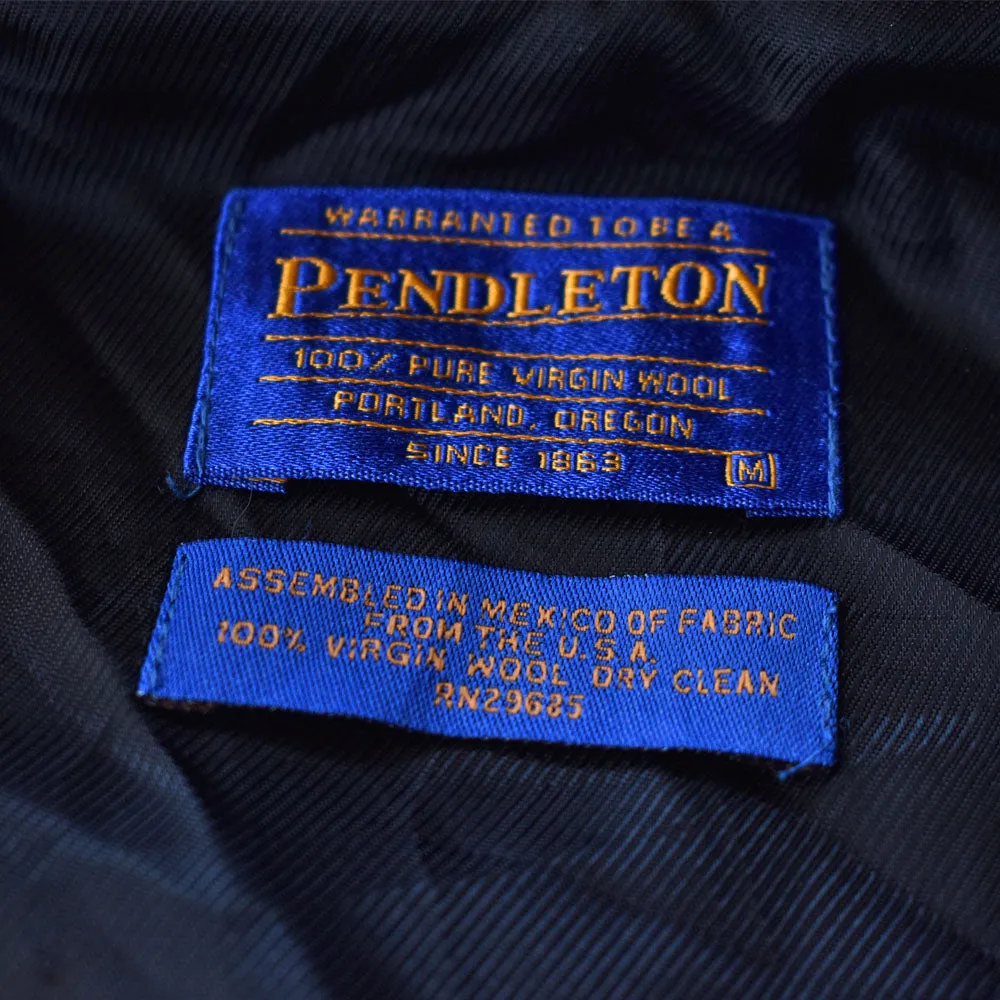 WARRANTED TO BE A
PENDLETON
100% PURE VIRGIN WOOL
PORTLAND, OREGON
SINCE 1863
M
ASSEMBLED IN MEXICO OF FABRIC
FROM THE U.S.A.
100% VIRGIN WOOL DRY CLEAN
RN29685